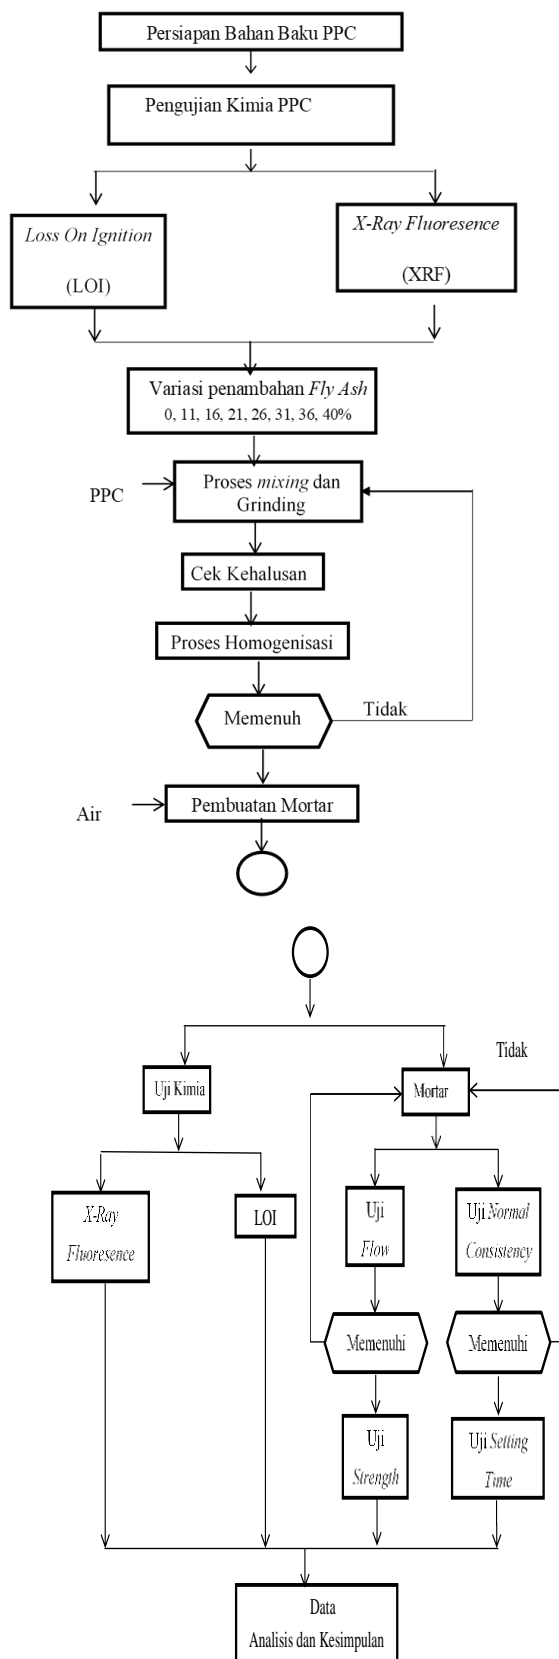 Persiapan Bahan Baku PPC
Pengujian Kimia PPC
Loss On Ignition
(LOI)
X-Ray Fluoresence
(XRF)
Variasi penambahan Fly Ash
0, 11, 16, 21, 26, 31, 36, 40%
PPC
Proses mixing dan
Grinding
Cek Kehalusan
Proses Homogenisasi
Memenuh
Tidak
Air
Pembuatan Mortar
Tidak
Uji Kimia
Mortar
X-Ray
Fluoresence
LOI
Uji
Flow
Uji Normal
Consistency
Memenuhi
Memenuhi
Uji
Strength
Uji Setting
Time
Data
Analisis dan Kesimpulan